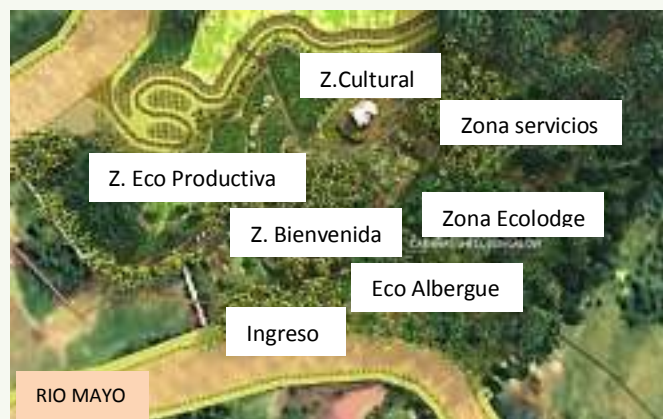 Z.Cultural
Zona servicios
Z. Eco Productiva
Zona Ecolodge
Z. Bienvenida
Eco Albergue
Ingreso
RIO MAYO